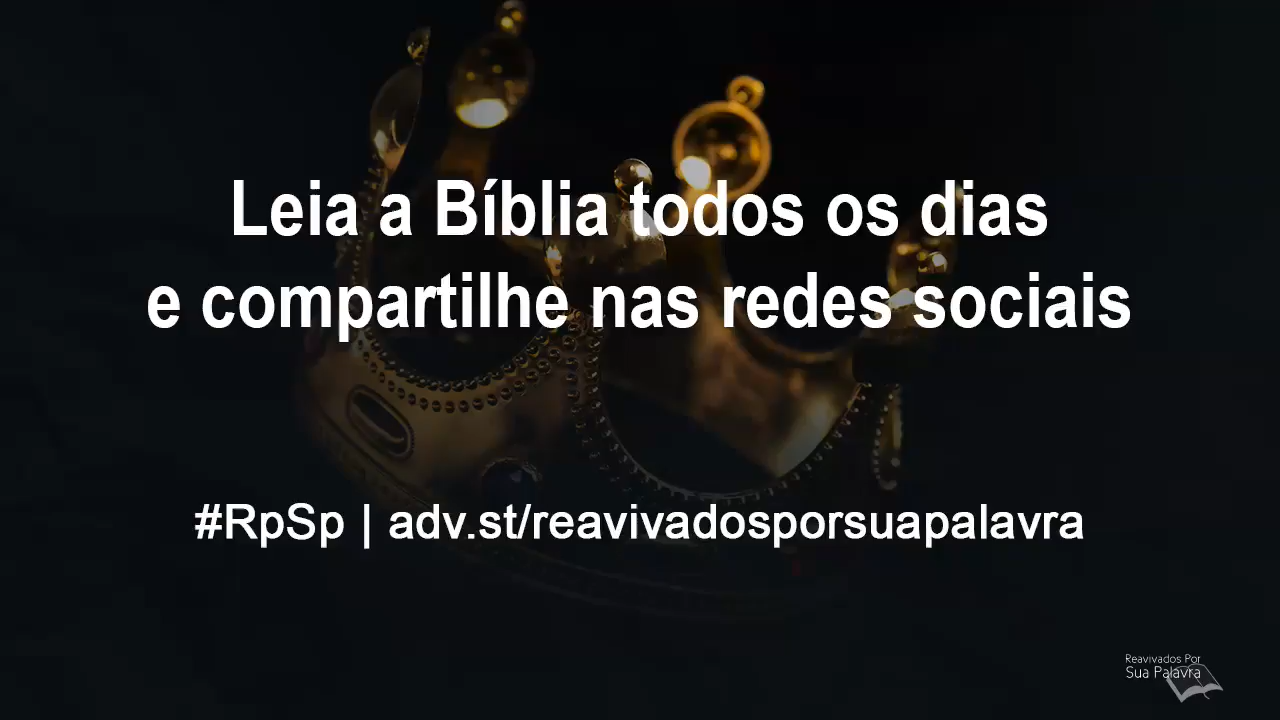 Leia a Bíblia todos os dias
e compartilhe nas redes sociais
#RpSp | adv.st/reavivadosporsuapalavra
Reavivados Por
Sua Palavra